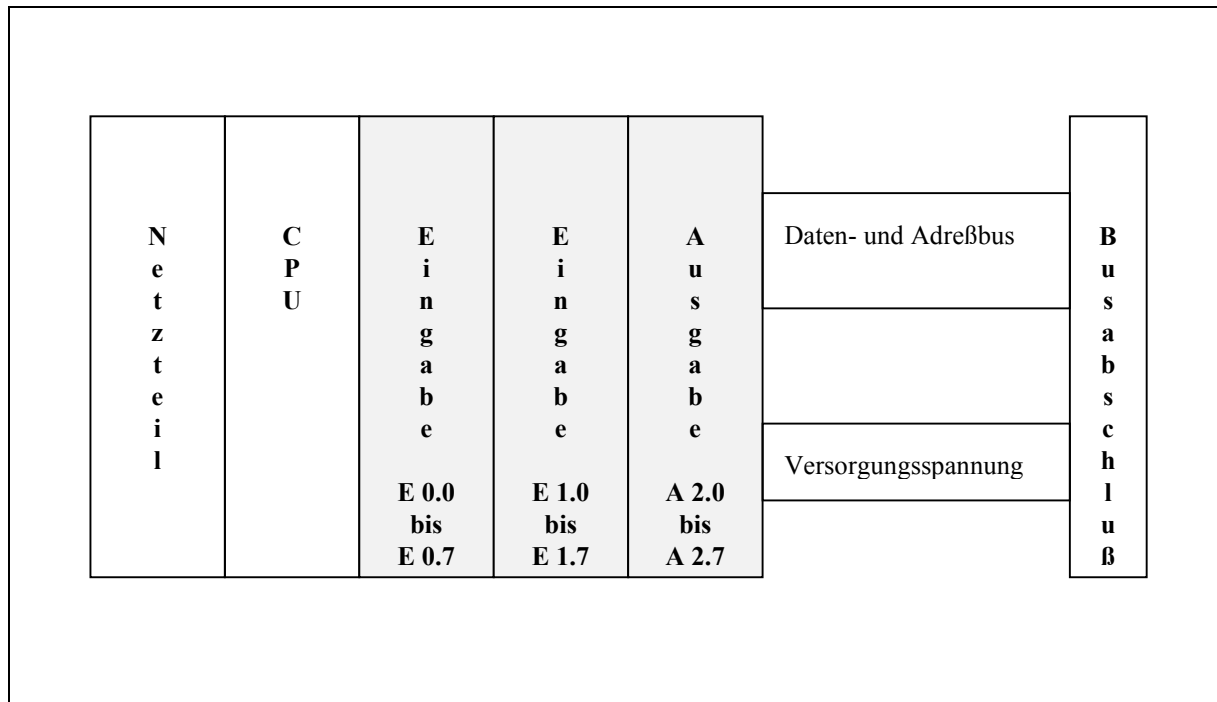 Netzteil
CPU
Eingabe
E 0.0
bis
E 0.7
Eingabe
E 1.0
bis
E 1.7
Ausgabe
A 2.0
bis
A 2.7
Daten- und Adreßbus
Versorgungsspannung
Busabschluß